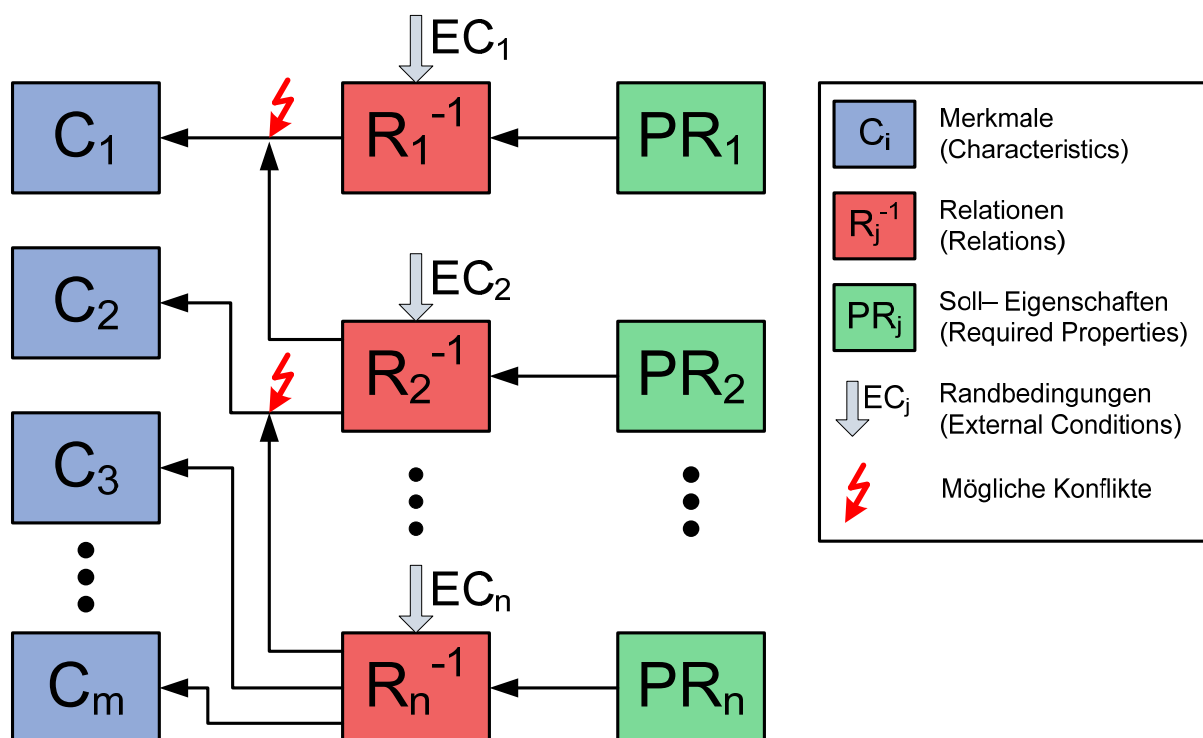 EC₁
C₁
R₁⁻¹
PR₁
EC₂
C₂
R₂⁻¹
PR₂
C₃
ECₙ
Cₘ
Rₙ⁻¹
PRₙ
Cᵢ
Merkmale
(Characteristics)
Rⱼ⁻¹
Relationen
(Relations)
PRⱼ
Soll– Eigenschaften
(Required Properties)
ECⱼ
Randbedingungen
(External Conditions)
Mögliche Konflikte